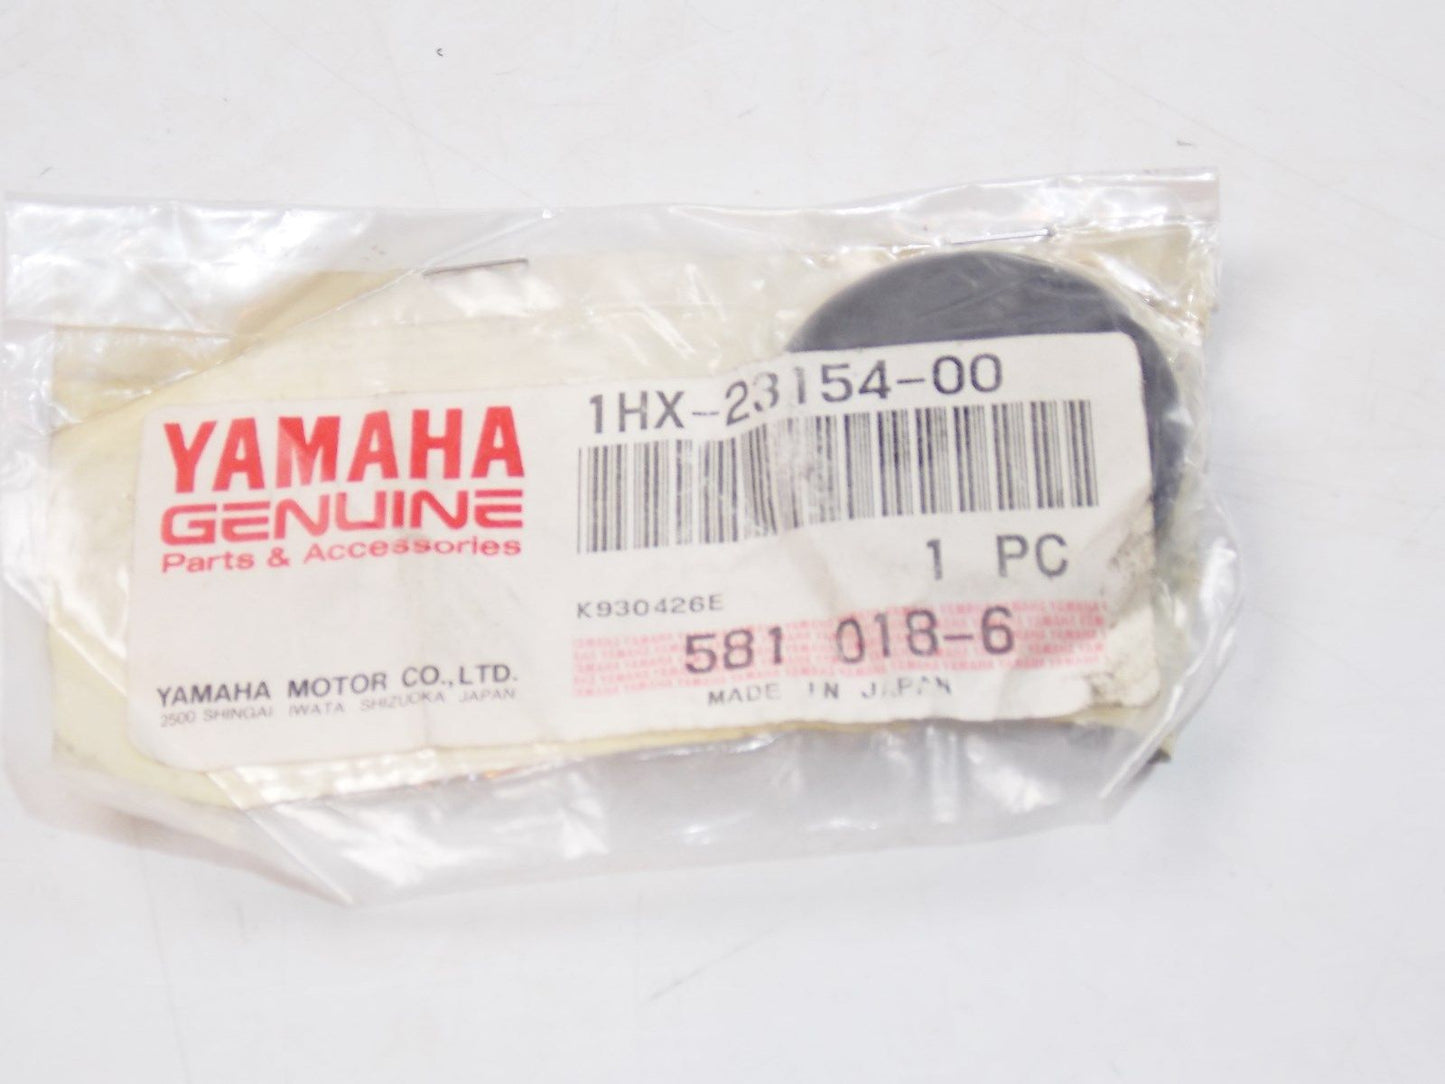 YAMAHA
GENUINE
Parts & Accessories
YAMAHA MOTOR CO., LTD.
2500 SHINGAI IWATA SHIZUOKA JAPAN
1HX-23154-00
1 PC
K930426E
581 018-6
MADE IN JAPAN